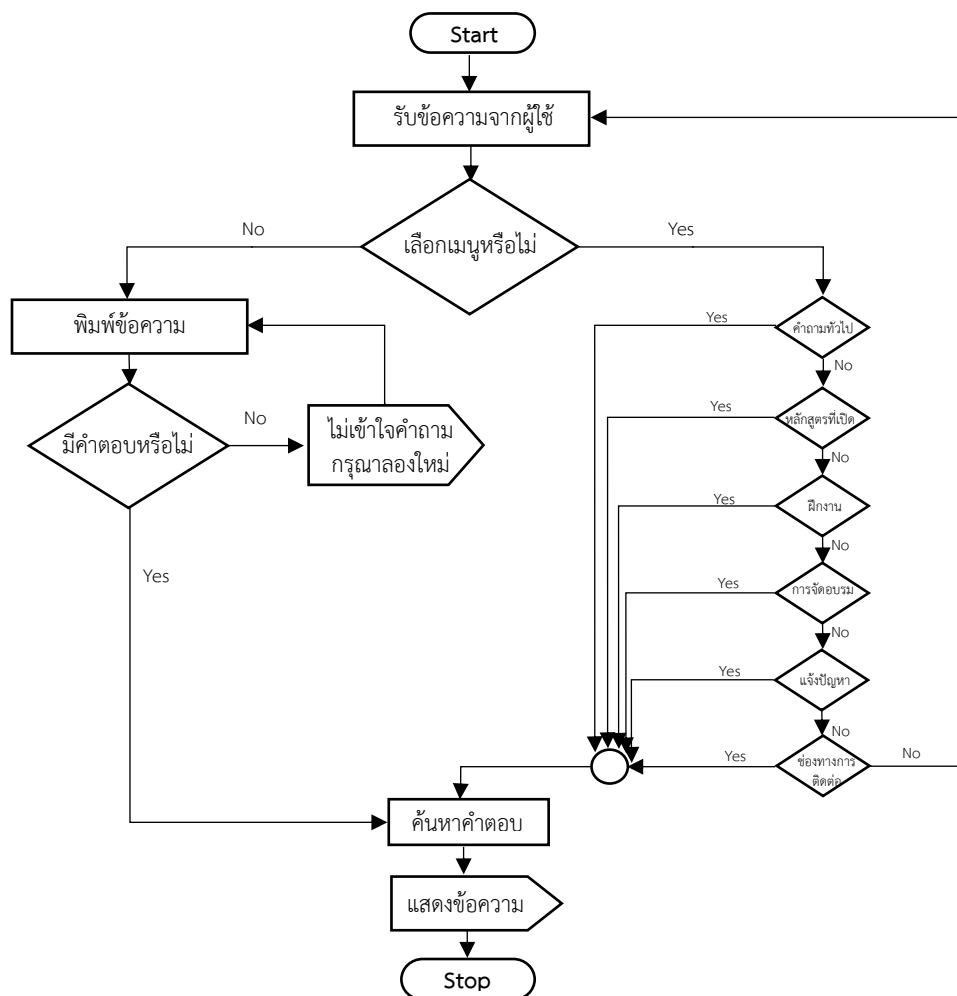 Start
รับข้อความจากผู้ใช้
เลือกเมนูหรือไม่
No
Yes
พิมพ์ข้อความ
มีคำตอบหรือไม่
No
ไม่เข้าใจคำถาม
กรุณาลองใหม่
Yes
คำถามทั่วไป
Yes
No
หลักสูตรที่เปิด
Yes
No
ฝึกงาน
Yes
No
การจัดอบรม
Yes
No
แจ้งปัญหา
Yes
No
ช่องทางการ
ติดต่อ
Yes
No
ค้นหาคำตอบ
แสดงข้อความ
Stop